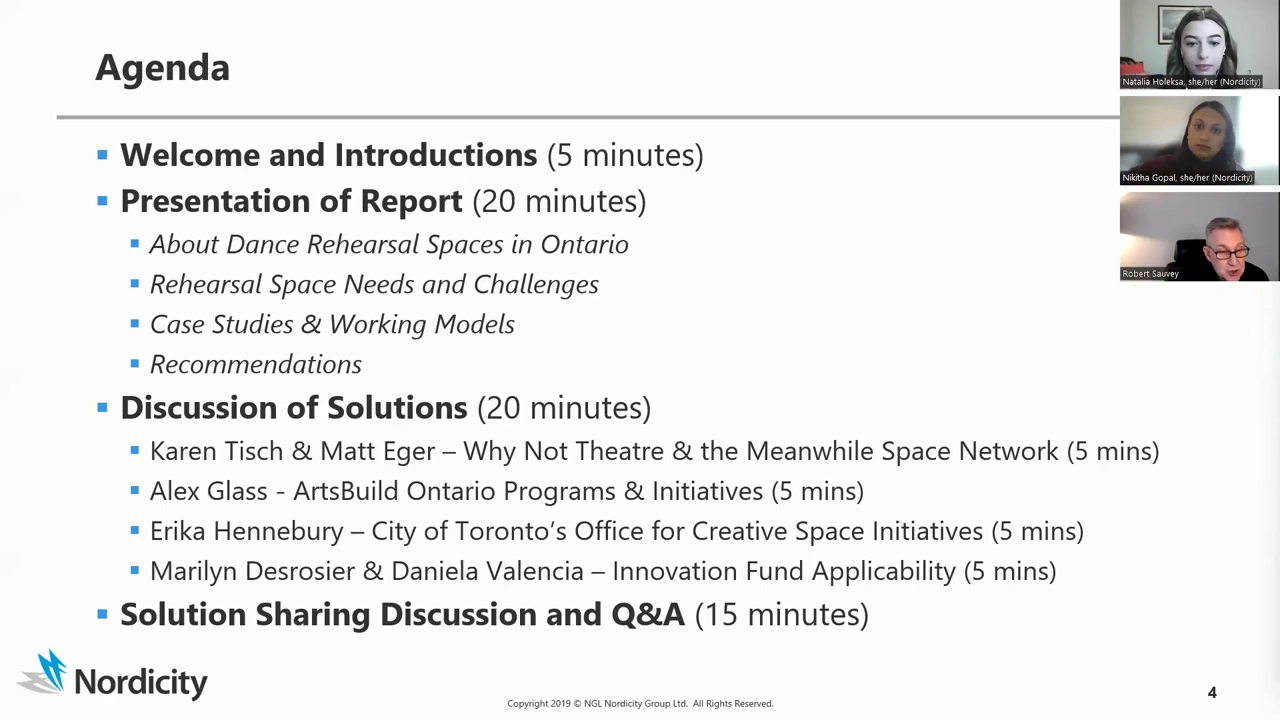 Agenda
Welcome and Introductions (5 minutes)
Presentation of Report (20 minutes)
About Dance Rehearsal Spaces in Ontario
Rehearsal Space Needs and Challenges
Case Studies & Working Models
Recommendations
Discussion of Solutions (20 minutes)
Karen Tisch & Matt Eger – Why Not Theatre & the Meanwhile Space Network (5 mins)
Alex Glass - ArtsBuild Ontario Programs & Initiatives (5 mins)
Erika Hennebury – City of Toronto’s Office for Creative Space Initiatives (5 mins)
Marilyn Desrosier & Daniela Valencia – Innovation Fund Applicability (5 mins)
Solution Sharing Discussion and Q&A (15 minutes)
Nordicity
Copyright 2019 © NGL Nordicity Group Ltd. All Rights Reserved.
4
Natalia Holeksa, she/her (Nordicity)
Nikitha Gopal, she/her (Nordicity)
Robert Sauvey